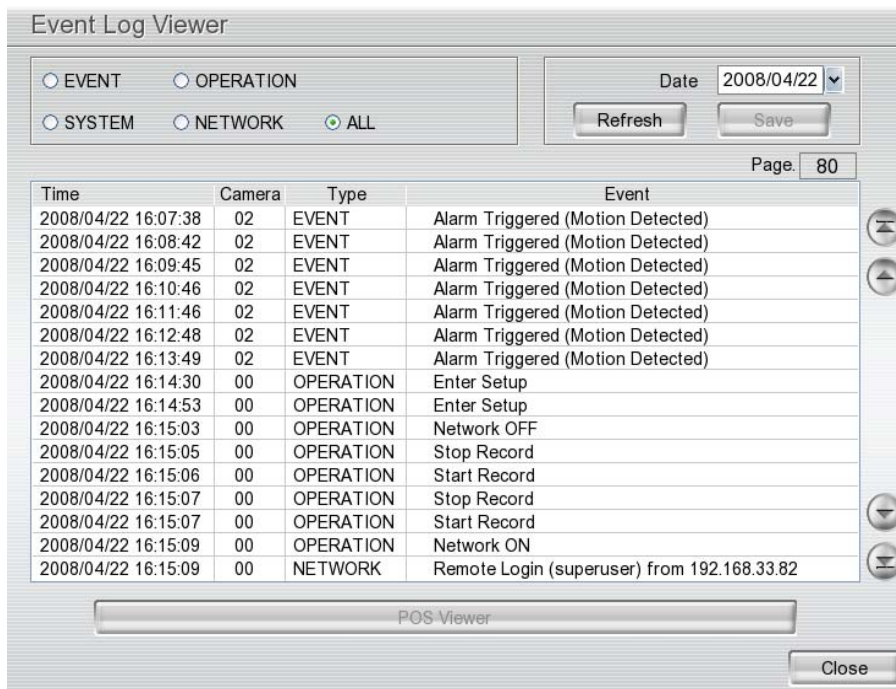 Event Log Viewer
EVENT OPERATION
SYSTEM NETWORK ALL
Date 2008/04/22
Refresh Save
Page. 80
Time Camera Type Event
2008/04/22 16:07:38 02 EVENT Alarm Triggered (Motion Detected)
2008/04/22 16:08:42 02 EVENT Alarm Triggered (Motion Detected)
2008/04/22 16:09:45 02 EVENT Alarm Triggered (Motion Detected)
2008/04/22 16:10:46 02 EVENT Alarm Triggered (Motion Detected)
2008/04/22 16:11:46 02 EVENT Alarm Triggered (Motion Detected)
2008/04/22 16:12:48 02 EVENT Alarm Triggered (Motion Detected)
2008/04/22 16:13:49 02 EVENT Alarm Triggered (Motion Detected)
2008/04/22 16:14:30 00 OPERATION Enter Setup
2008/04/22 16:14:53 00 OPERATION Enter Setup
2008/04/22 16:15:03 00 OPERATION Network OFF
2008/04/22 16:15:05 00 OPERATION Stop Record
2008/04/22 16:15:06 00 OPERATION Start Record
2008/04/22 16:15:07 00 OPERATION Stop Record
2008/04/22 16:15:07 00 OPERATION Start Record
2008/04/22 16:15:09 00 OPERATION Network ON
2008/04/22 16:15:09 00 NETWORK Remote Login (superuser) from 192.168.33.82
POS Viewer
Close